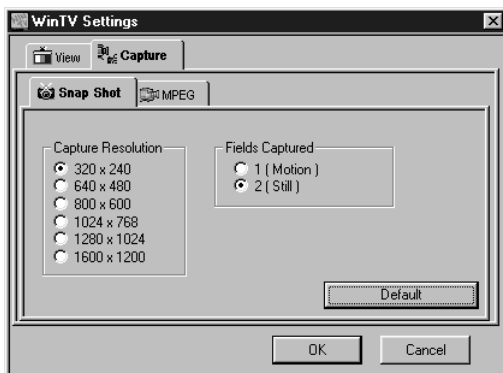 WinTV Settings
View
Capture
Snap Shot
MPEG
Capture Resolution
320 x 240
640 x 480
800 x 600
1024 x 768
1280 x 1024
1600 x 1200
Fields Captured
1 ( Motion )
2 ( Still )
Default
OK
Cancel